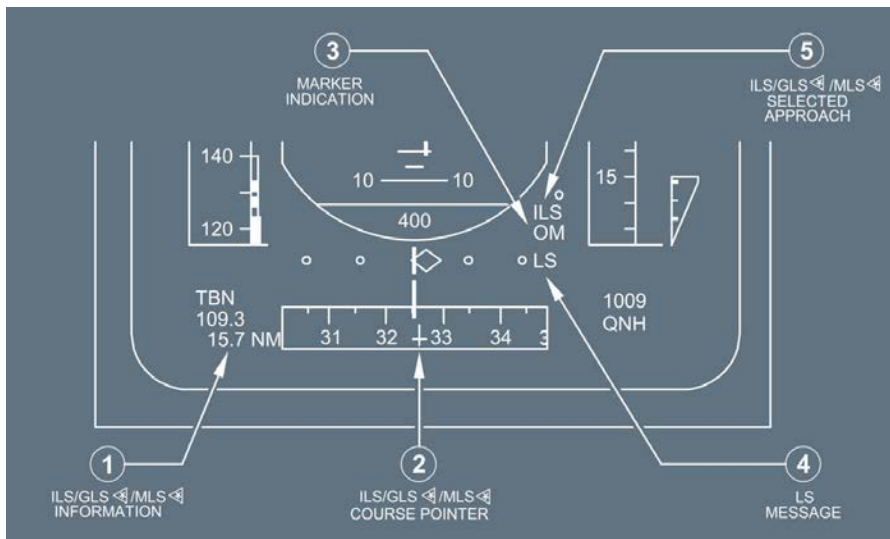 3
MARKER
INDICATION
5
ILS/GLS /MLS
SELECTED
APPROACH
140
120
10 10
400
15
ILS
OM
LS
TBN
109.3
15.7 NM
31 32 33 34 3
1009
QNH
1
ILS/GLS /MLS
INFORMATION
2
ILS/GLS /MLS
COURSE POINTER
4
LS
MESSAGE